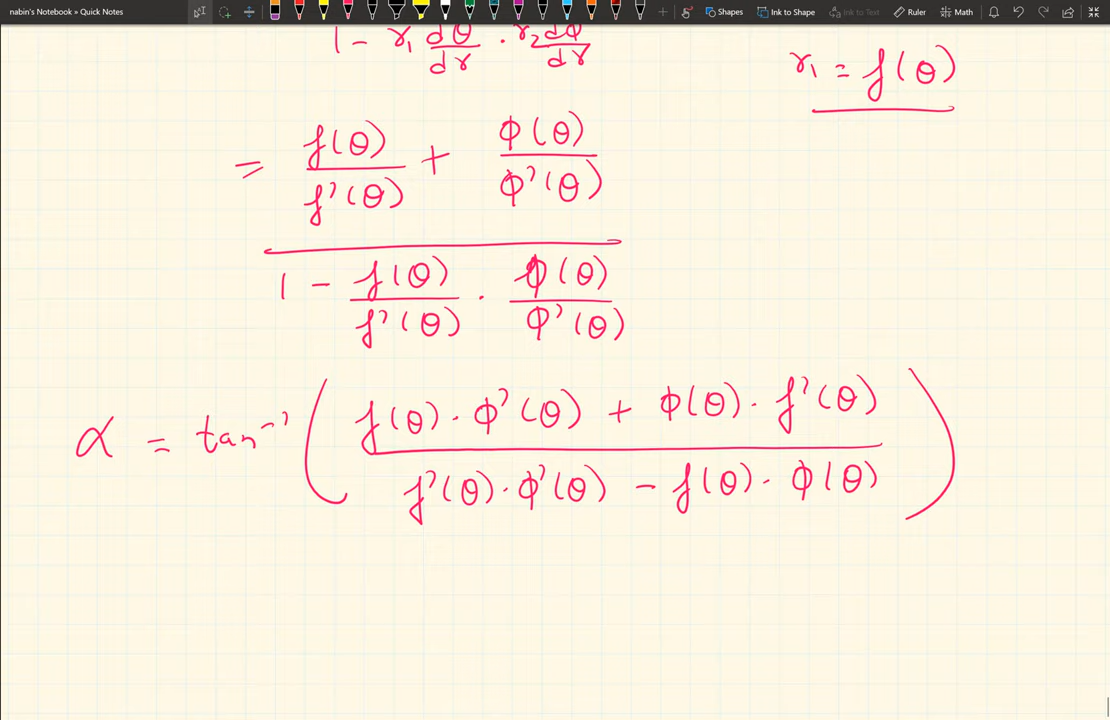 nabin's Notebook » Quick Notes
Shapes Ink to Shape Ink to Text Ruler Math
1 - r₁ dθ/dr · r₂ dφ/dr
r₁ = f(θ)
= (f(θ)/f'(θ) + φ(θ)/φ'(θ)) / (1 - f(θ)/f'(θ) · φ(θ)/φ'(θ))
α = tan⁻¹ ((f(θ)·φ'(θ) + φ(θ)·f'(θ)) / (f'(θ)·φ'(θ) - f(θ)·φ(θ)))